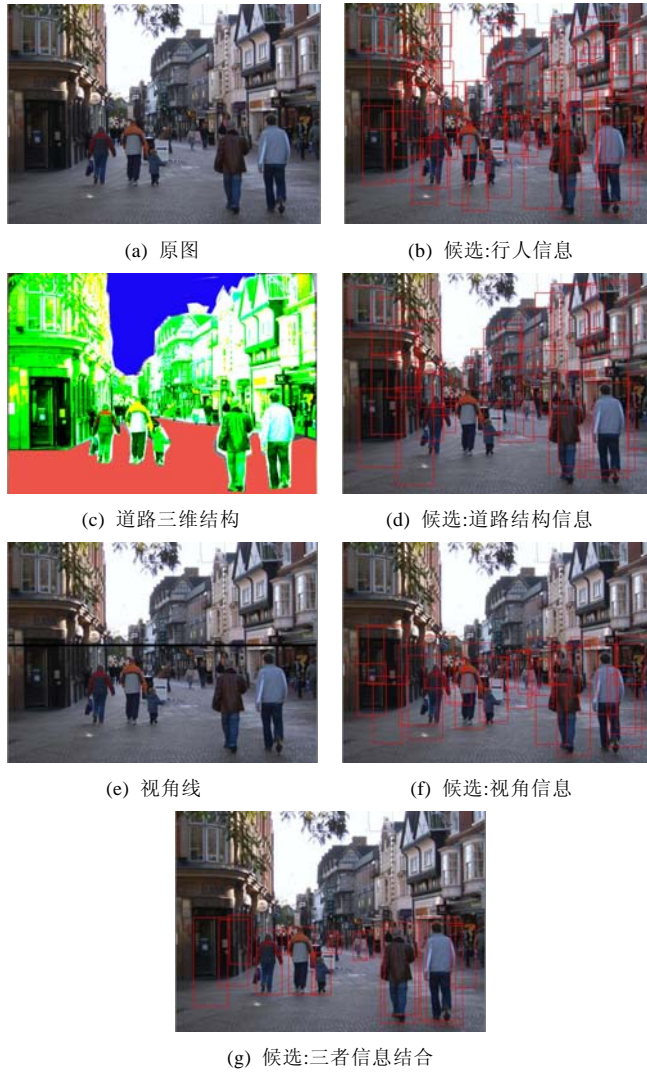 (a) 原图
(b) 候选:行人信息
(c) 道路三维结构
(d) 候选:道路结构信息
(e) 视角线
(f) 候选:视角信息
(g) 候选:三者信息结合